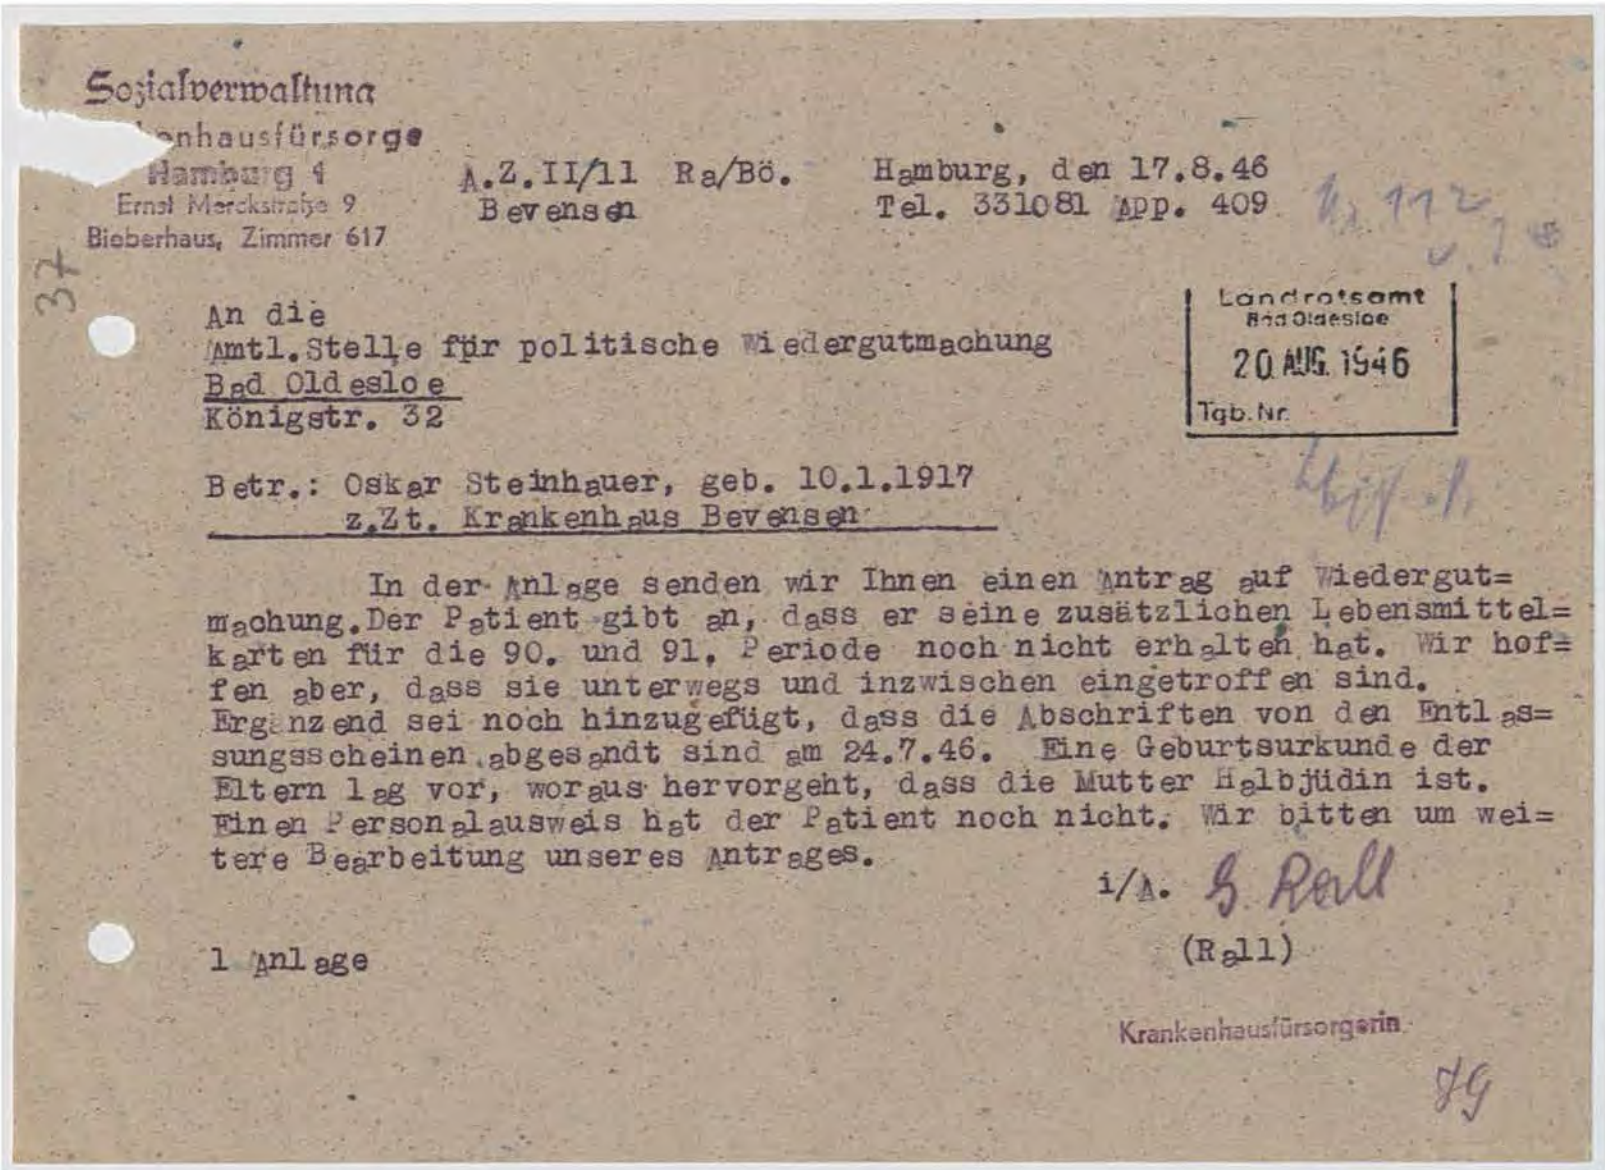 Sozialverwaltung
enhausfürsorge
Hamburg 1
Ernst Merckstraße 9
Bieberhaus, Zimmer 617
A.Z.II/11 Ra/Bö.
Bevensen
Hamburg, den 17.8.46
Tel. 331081 App. 409
37
112
An die
Amtl.Stelle für politische Wiedergutmachung
Bad Oldesloe
Königstr. 32
Landratsamt
Bad Oldesloe
20. AUG. 1946
Tgb.Nr.
Betr.: Oskar Steinhauer, geb. 10.1.1917
z.Zt. Krankenhaus Bevensen
In der Anlage senden wir Ihnen einen Antrag auf Wiedergut=
machung.Der Patient gibt an, dass er seine zusätzlichen Lebensmittel=
karten für die 90. und 91. Periode noch nicht erhalten hat. Wir hof=
fen aber, dass sie unterwegs und inzwischen eingetroffen sind.
Ergänzend sei noch hinzugefügt, dass die Abschriften von den Entlas=
sungsscheinen abgesandt sind am 24.7.46. Eine Geburtsurkunde der
Eltern lag vor, woraus hervorgeht, dass die Mutter Halbjüdin ist.
Einen Personalausweis hat der Patient noch nicht. Wir bitten um wei=
tere Bearbeitung unseres Antrages.
i/A. G. Rall
(Rall)
1 Anlage
Krankenhausfürsorgerin